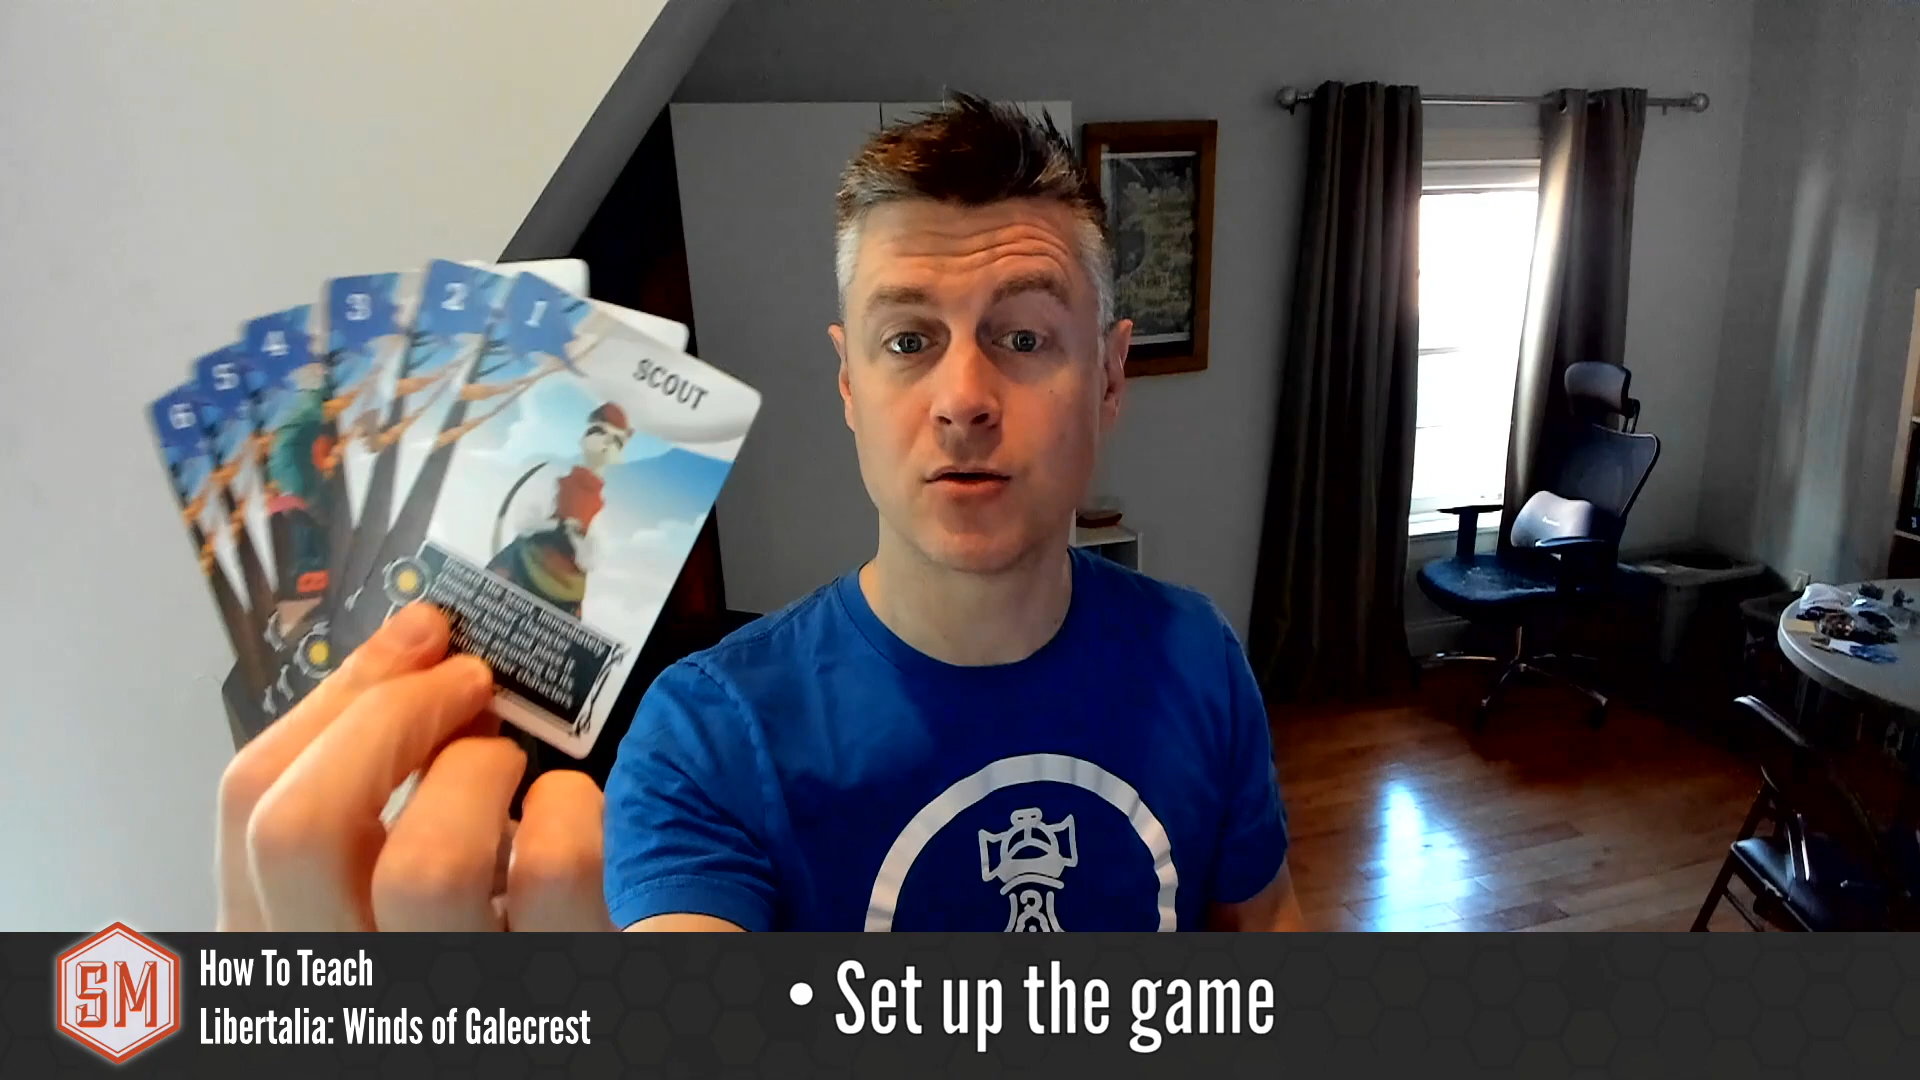 6
5
4
3
2
1
SCOUT
SM
How To Teach
Libertalia: Winds of Galecrest
• Set up the game